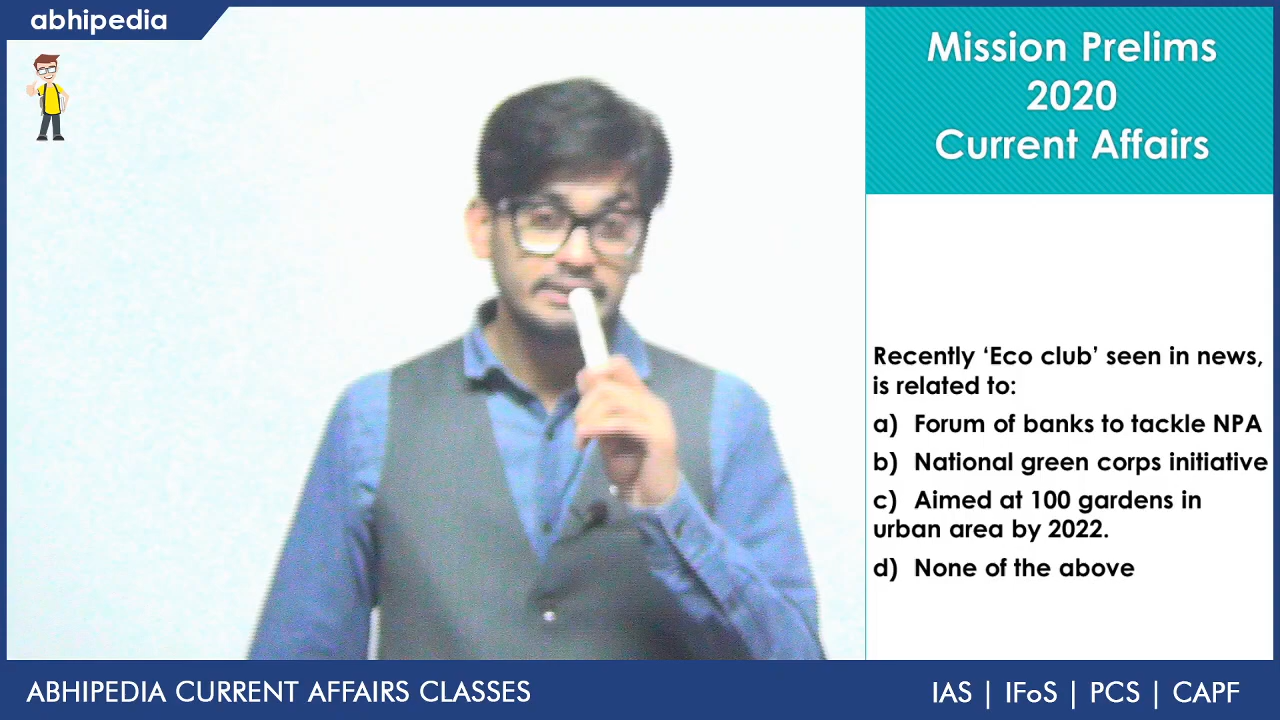 abhipedia
Mission Prelims
2020
Current Affairs
Recently ‘Eco club’ seen in news,
is related to:
a) Forum of banks to tackle NPA
b) National green corps initiative
c) Aimed at 100 gardens in
urban area by 2022.
d) None of the above
ABHIPEDIA CURRENT AFFAIRS CLASSES
IAS | IFoS | PCS | CAPF